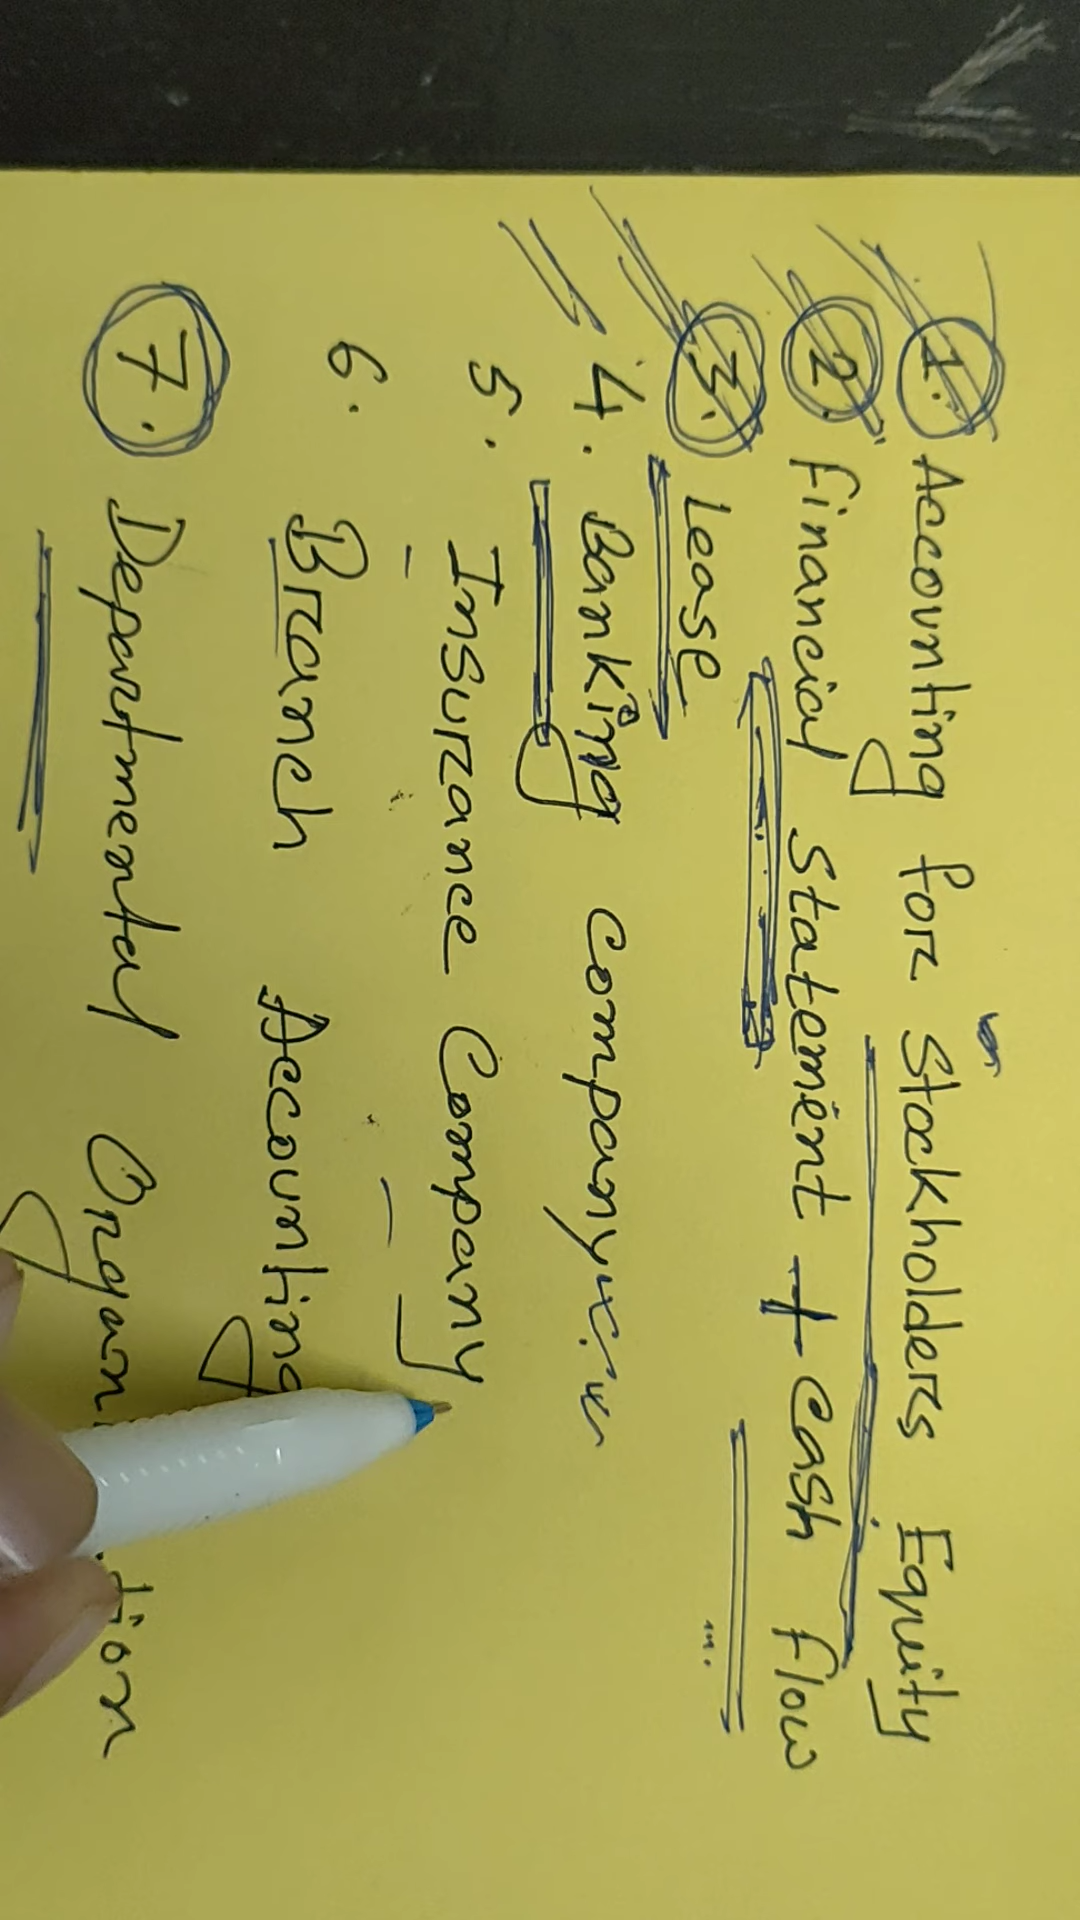 1. Accounting for Stockholders Equity
2. Financial Statement + Cash Flow
3. Lease
4. Banking Company
5. Insurance Company
6. Branch Accounting
7. Departmental